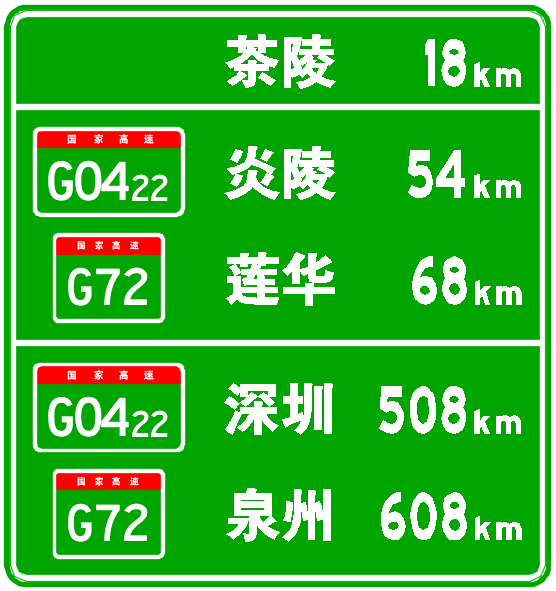 茶陵 18km
国家高速
G0422 炎陵 54km
国家高速
G72 莲华 68km
国家高速
G0422 深圳 508km
国家高速
G72 泉州 608km